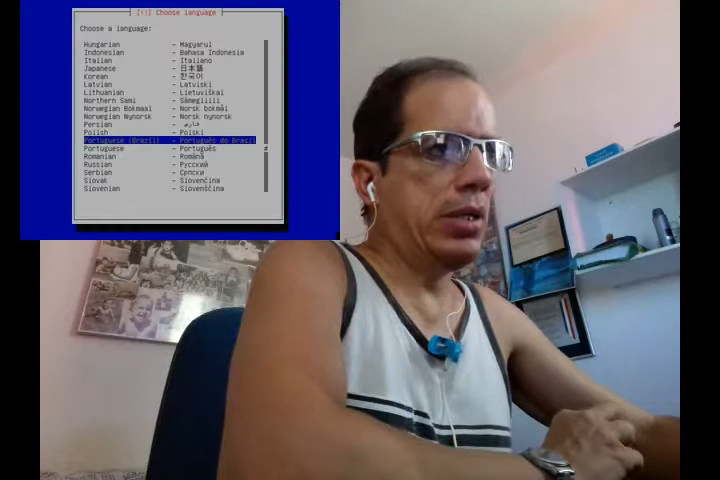 [!] Choose language
Choose a language:
Hungarian - Magyarul
Indonesian - Bahasa Indonesia
Italian - Italiano
Japanese - 日本語
Korean - 한국어
Latvian - Latviski
Lithuanian - Lietuviškai
Northern Sami - Sámegillii
Norwegian Bokmaal - Norsk bokmål
Norwegian Nynorsk - Norsk nynorsk
Persian - فارسی
Polish - Polski
Portuguese (Brazil) - Português do Brasil
Portuguese - Português
Romanian - Română
Russian - Русский
Serbian - Српски
Slovak - Slovenčina
Slovenian - Slovenščina